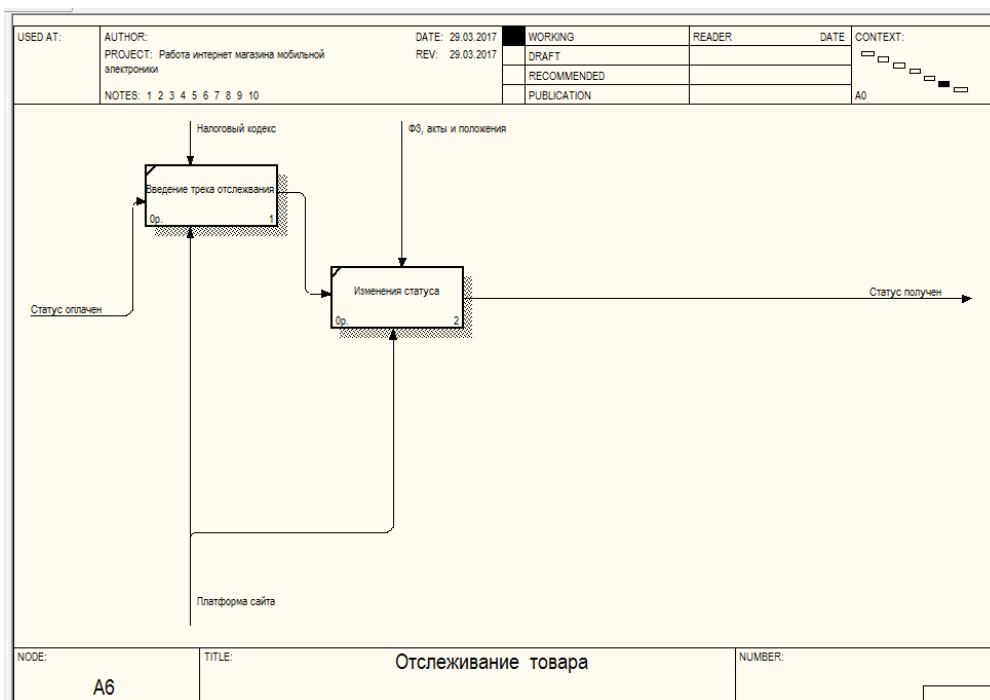 USED AT:
AUTHOR:
DATE: 29.03.2017
PROJECT: Работа интернет магазина мобильной
REV: 29.03.2017
электроники
NOTES: 1 2 3 4 5 6 7 8 9 10
WORKING
READER
DATE
DRAFT
RECOMMENDED
PUBLICATION
CONTEXT:
A0
Налоговый кодекс
ФЗ, акты и положения
Введение трека отслежвания
0р.
1
Изменения статуса
0р.
2
Статус оплачен
Статус получен
Платформа сайта
NODE:
A6
TITLE:
Отслеживание товара
NUMBER: